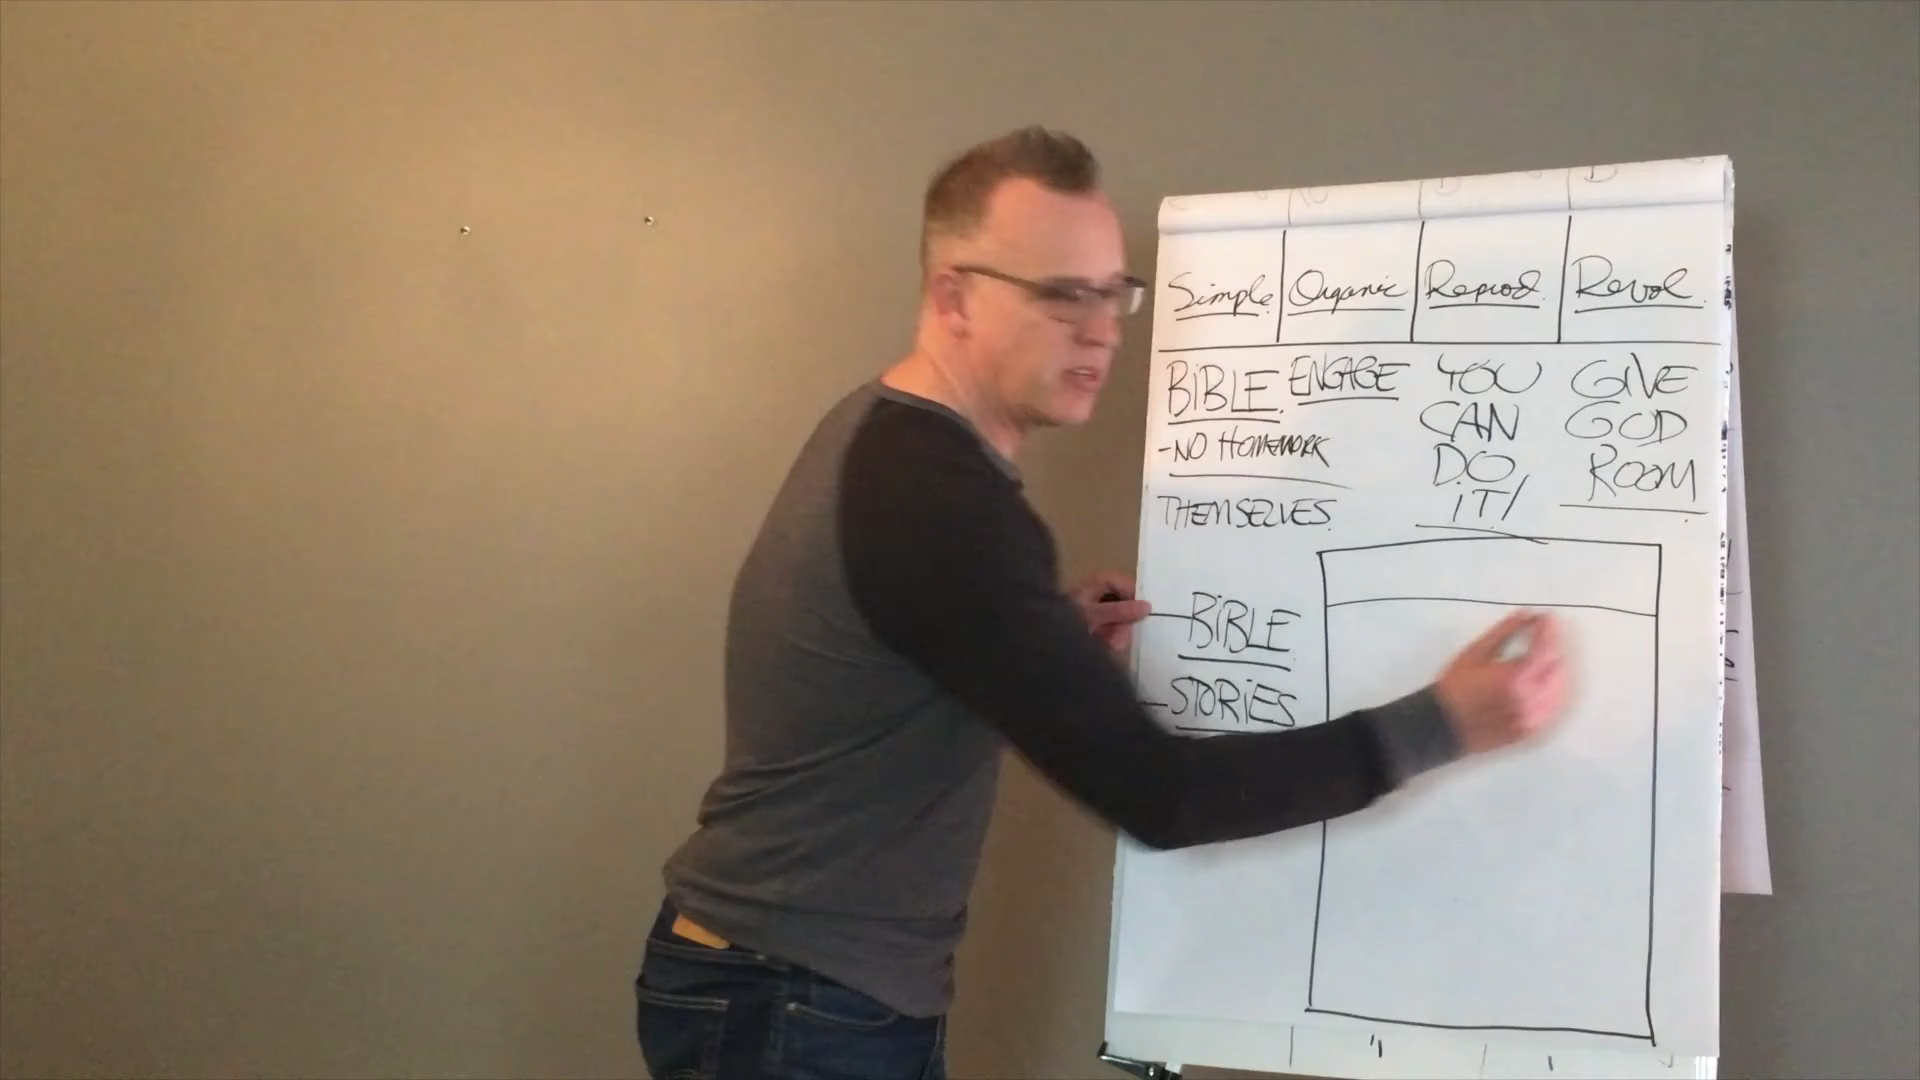 Simple Organic Reprod. Revol.
BiBLE ENGAGE YOU GIVE
-NO HOMEWORK CAN GOD
DO ROOM
THEMSELVES. iT!
- BiBLE
- STORiES